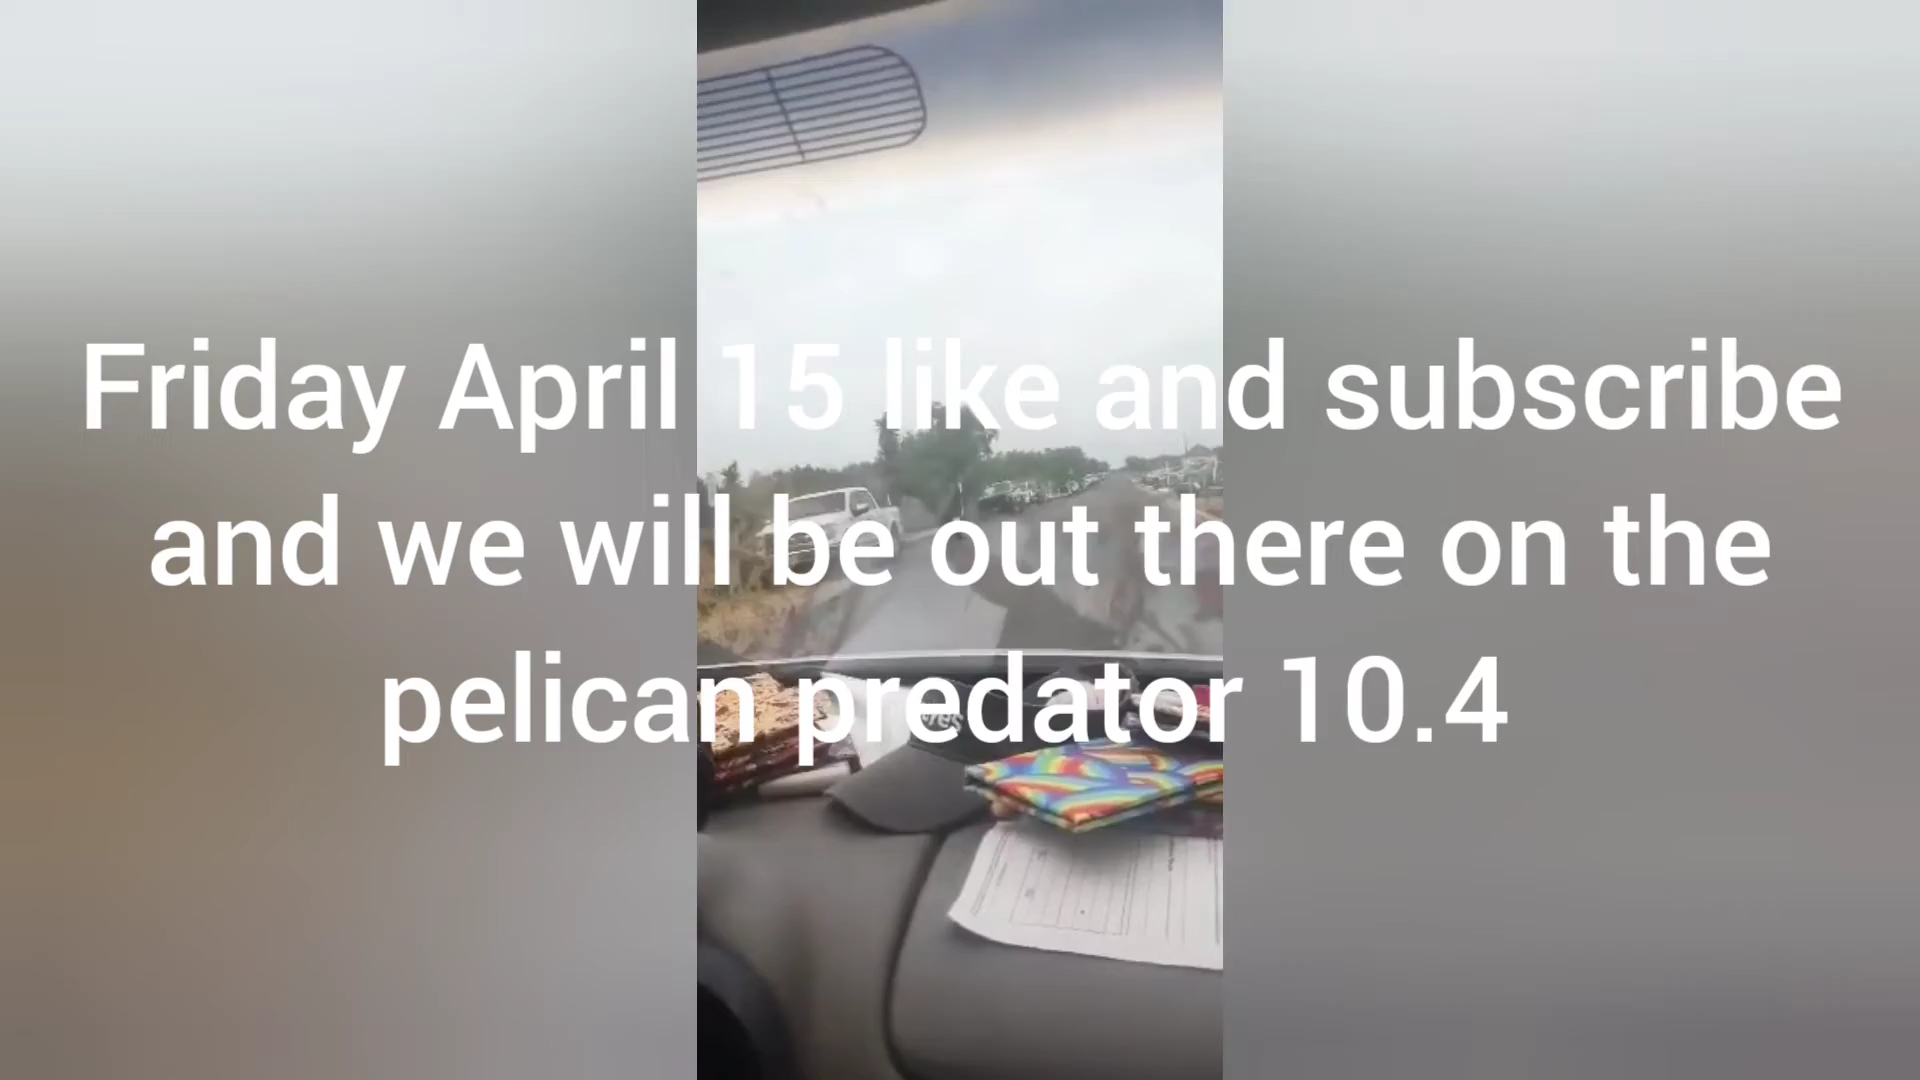 Friday April 15 like and subscribe
and we will be out there on the
pelican predator 10.4